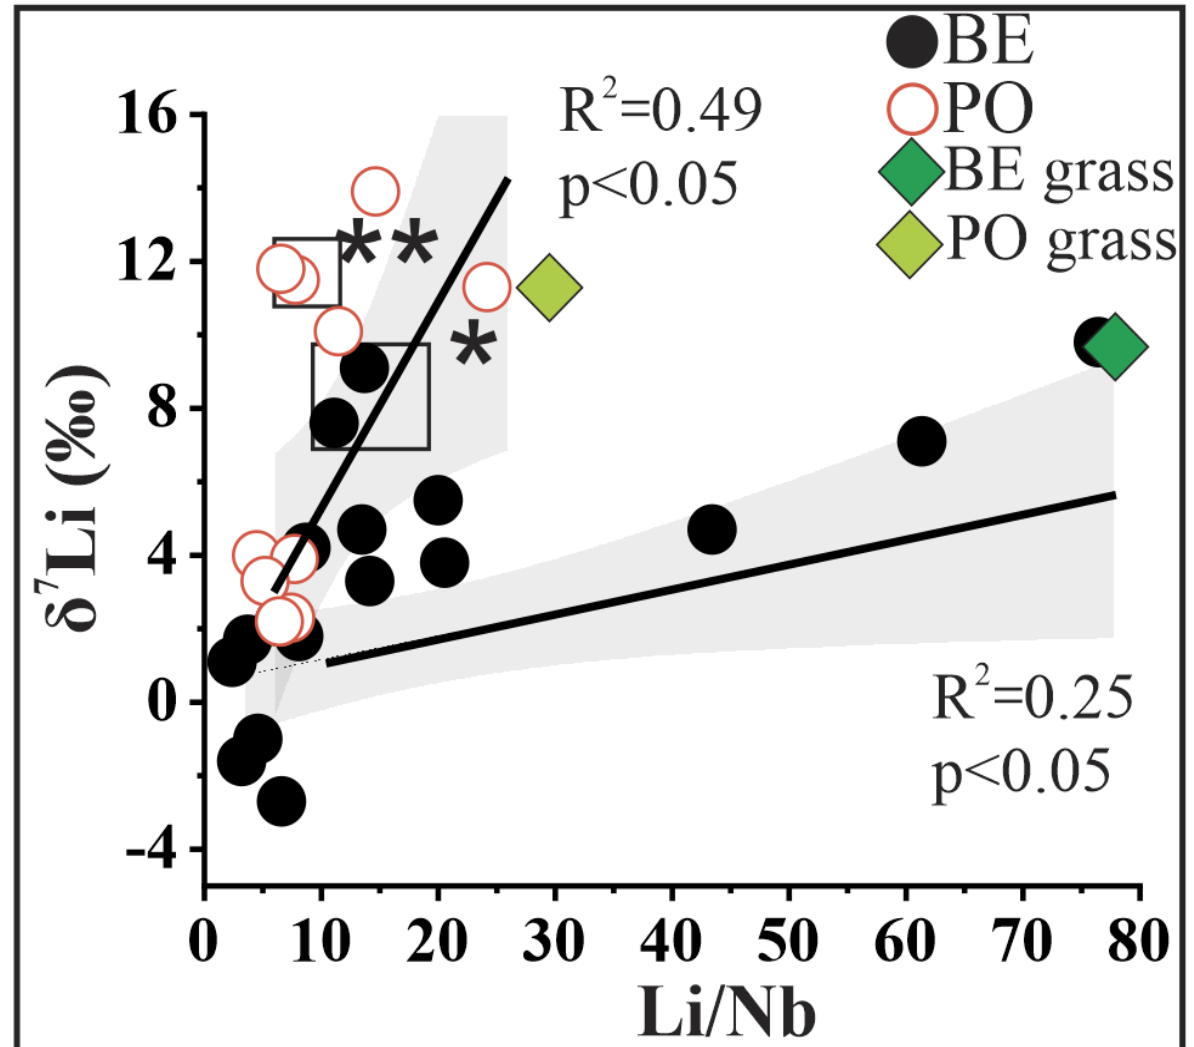 BE
PO
BE grass
PO grass
R²=0.49
p<0.05
* *
*
R²=0.25
p<0.05
16
12
8
4
0
-4
δ⁷Li (‰)
0 10 20 30 40 50 60 70 80
Li/Nb